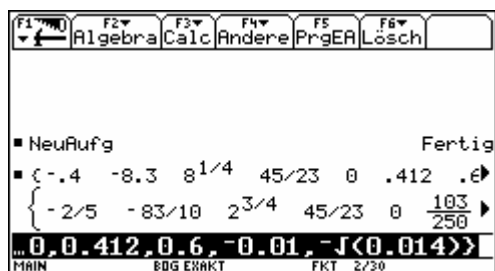 F1 F2 F3 F4 F5 F6
Algebra Calc Andere PrgEA Lösch
▪ NeuAufg Fertig
▪ {-.4 -8.3 8^1/4 45/23 0 .412 .6▶
{-2/5 -83/10 2^3/4 45/23 0 103/250 ▶
…0,0.412,0.6,-0.01,-√(0.014)}
MAIN BOG EXAKT FKT 2/30